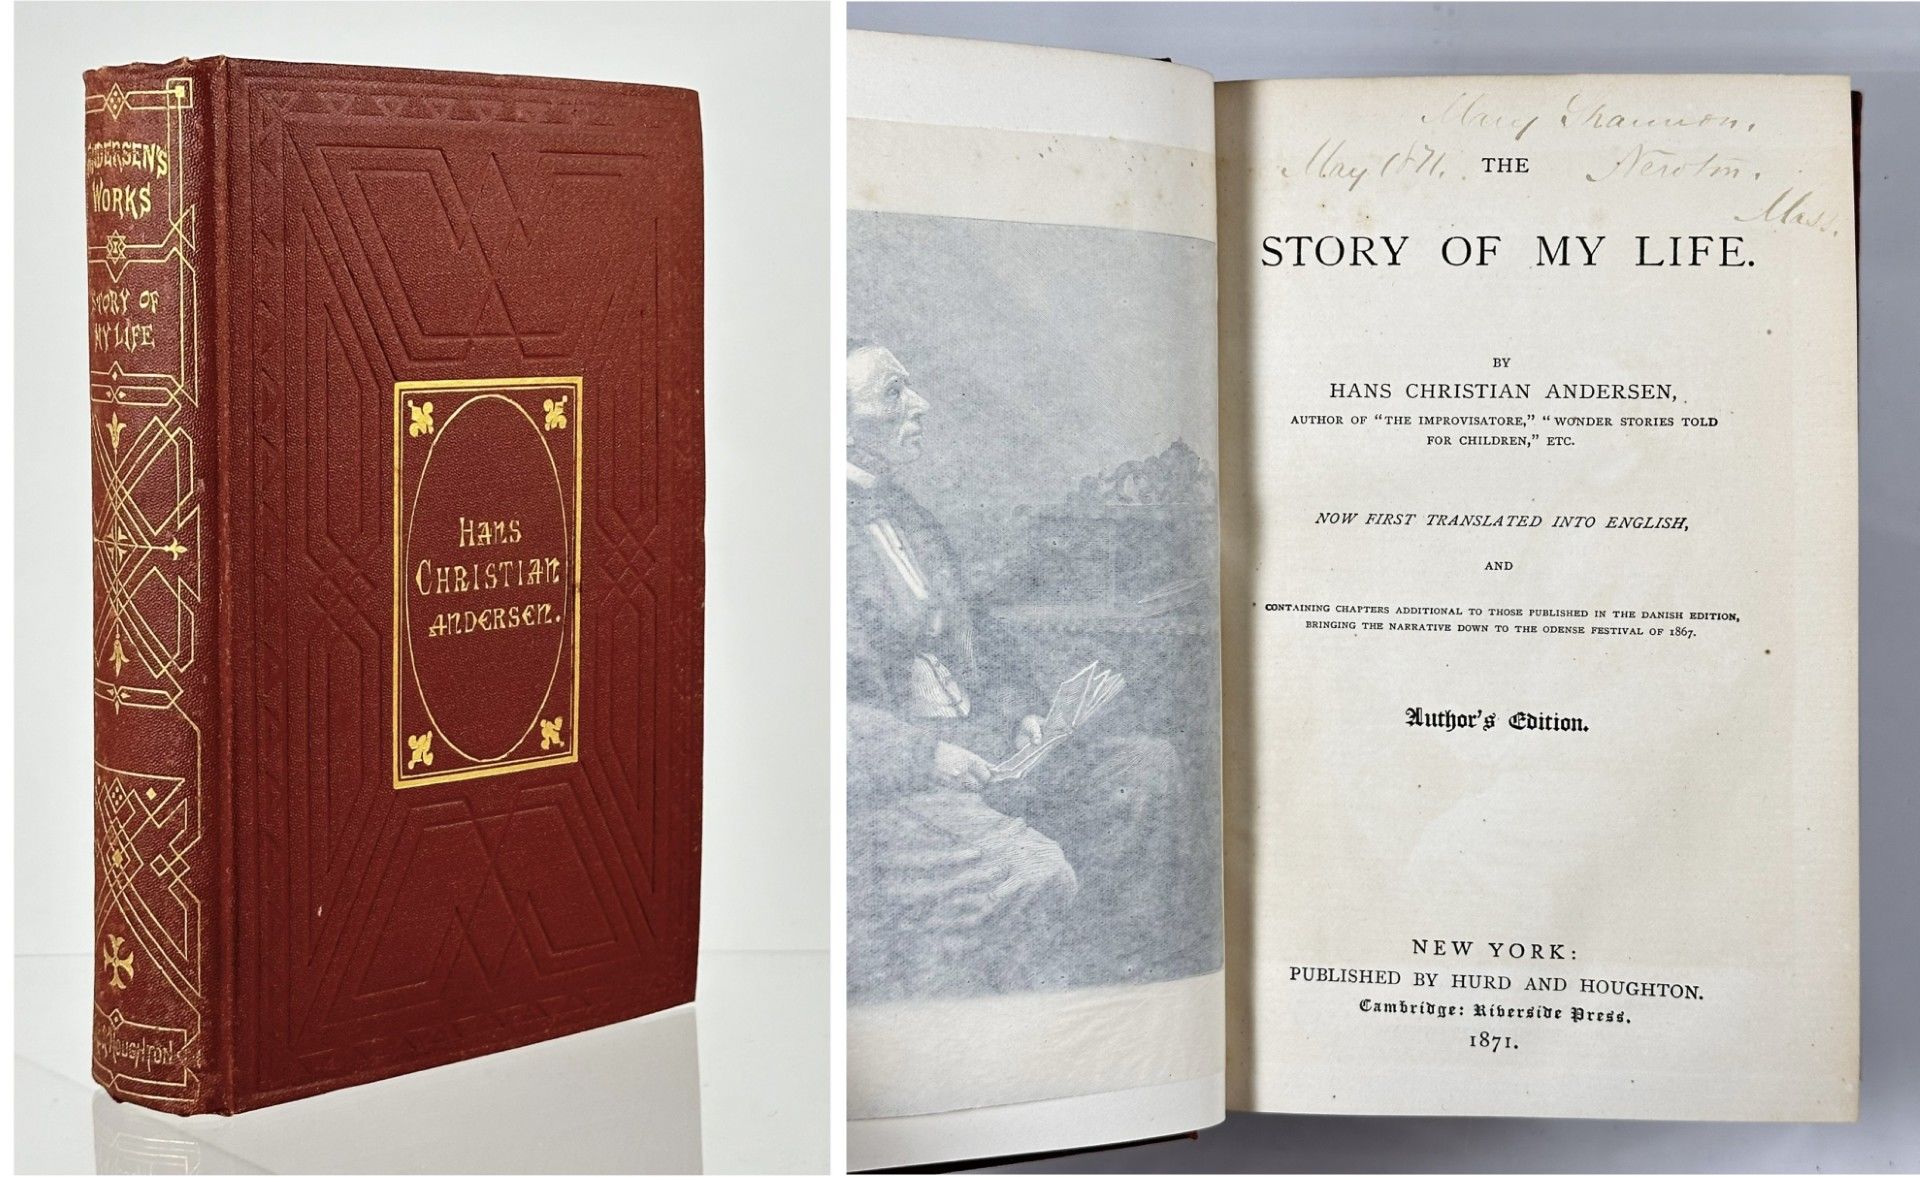 ANDERSEN'S
WORKS
STORY OF
MY LIFE
HOUGHTON
HANS
CHRISTIAN
ANDERSEN.
Mary Shannon.
May 1871. Newton.
Mass.
THE
STORY OF MY LIFE.
BY
HANS CHRISTIAN ANDERSEN,
AUTHOR OF "THE IMPROVISATORE," "WONDER STORIES TOLD
FOR CHILDREN," ETC.
NOW FIRST TRANSLATED INTO ENGLISH,
AND
CONTAINING CHAPTERS ADDITIONAL TO THOSE PUBLISHED IN THE DANISH EDITION,
BRINGING THE NARRATIVE DOWN TO THE ODENSE FESTIVAL OF 1867.
Author's Edition.
NEW YORK:
PUBLISHED BY HURD AND HOUGHTON.
Cambridge: Riverside Press.
1871.